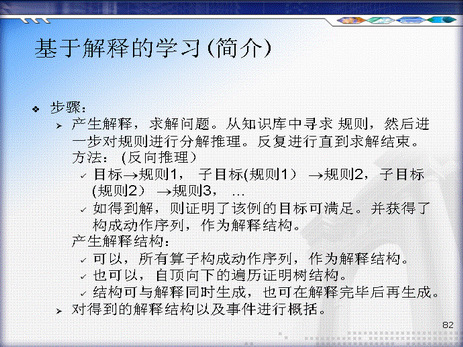 基于解释的学习(简介)
步骤：
产生解释，求解问题。从知识库中寻求 规则，然后进
一步对规则进行分解推理。反复进行直到求解结束。
方法： (反向推理)
目标→规则1， 子目标(规则1） →规则2，子目标
(规则2） →规则3， …
如得到解，则证明了该例的目标可满足。并获得了
构成动作序列，作为解释结构。
产生解释结构：
可以，所有算子构成动作序列，作为解释结构。
也可以，自顶向下的遍历证明树结构。
结构可与解释同时生成，也可在解释完毕后再生成。
对得到的解释结构以及事件进行概括。
82